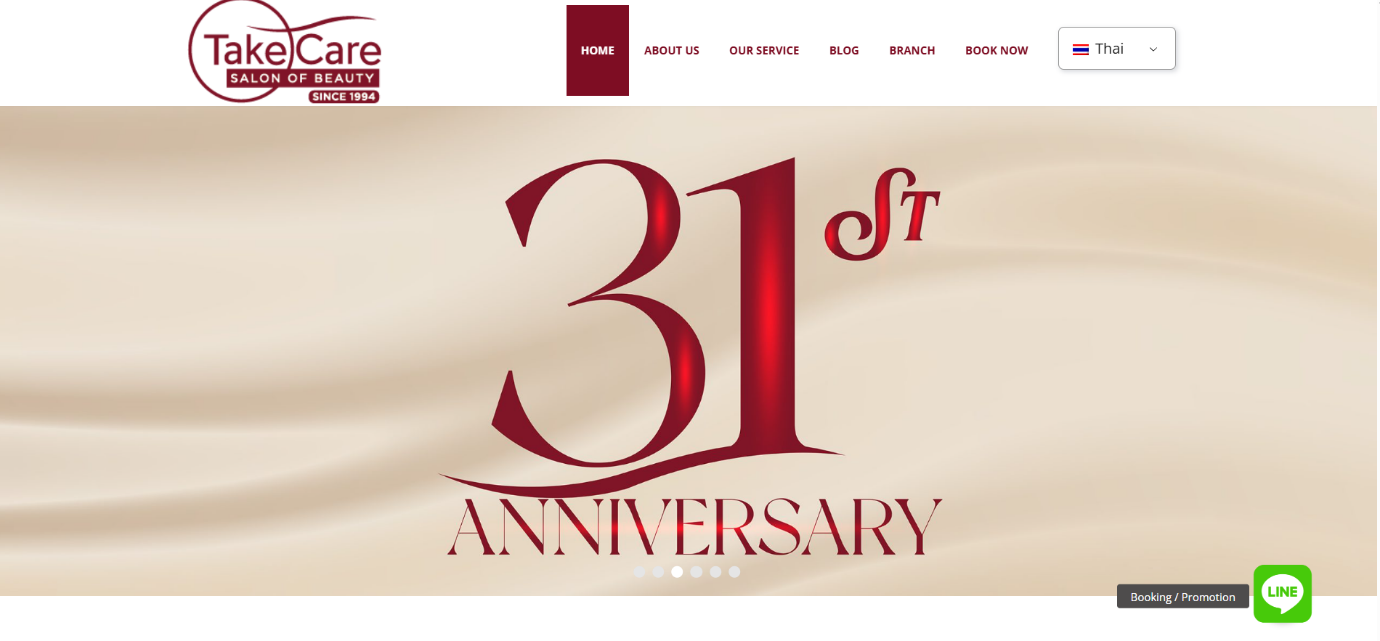 Take Care
SALON OF BEAUTY
SINCE 1994
HOME ABOUT US OUR SERVICE BLOG BRANCH BOOK NOW Thai
31ST
ANNIVERSARY
Booking / Promotion LINE